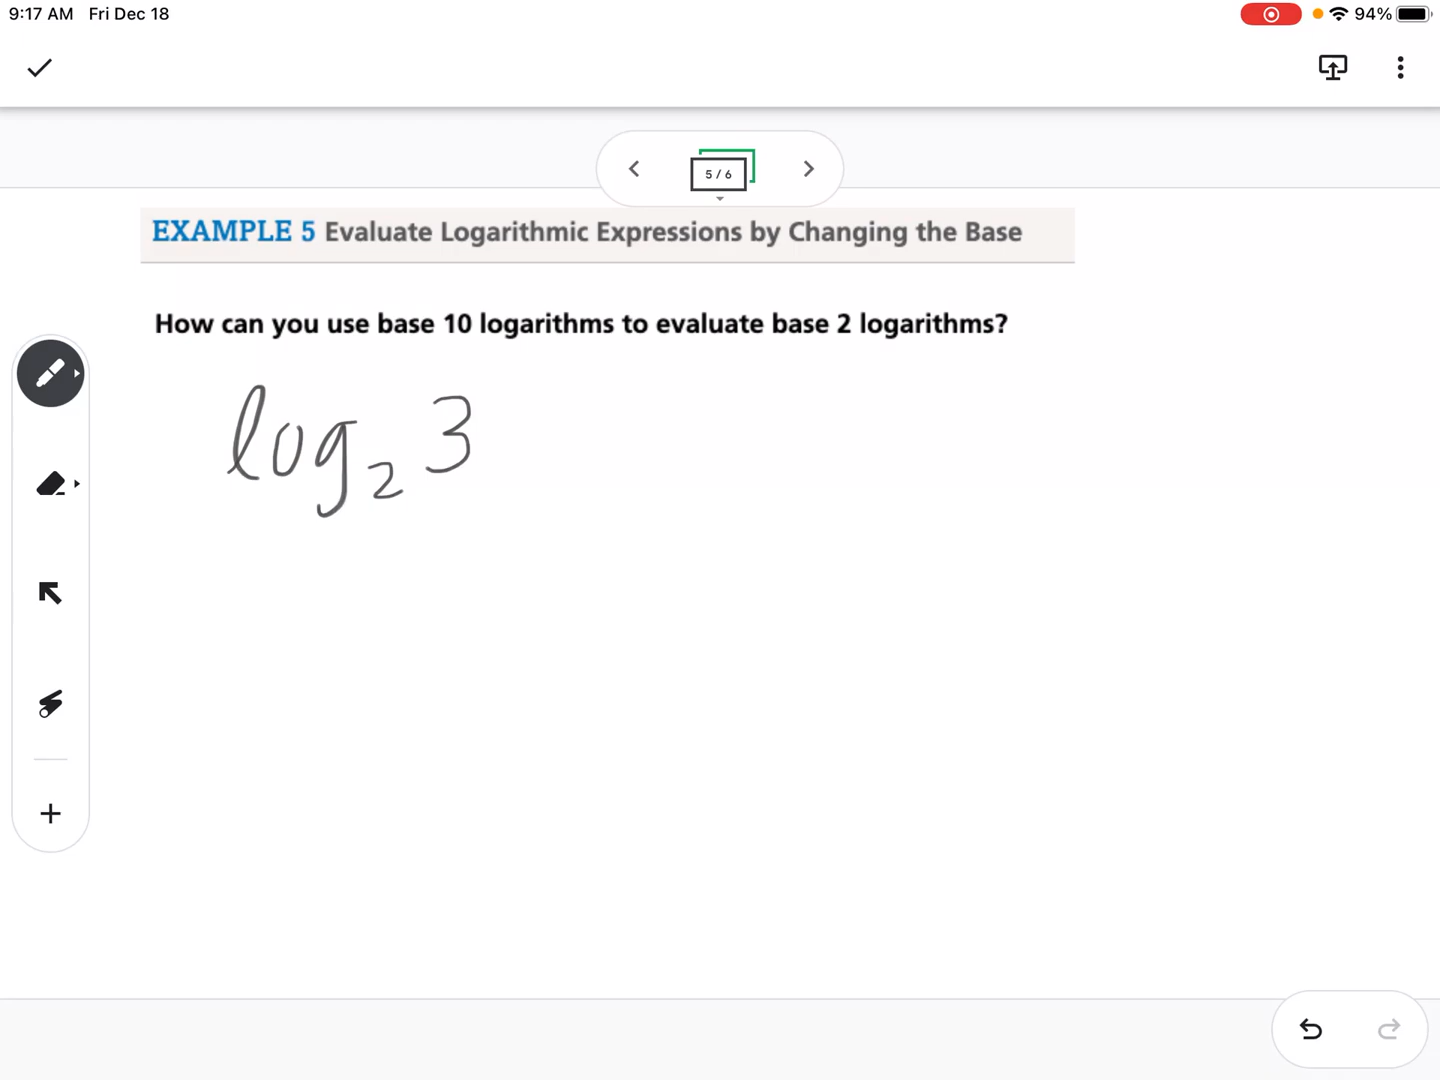 9:17 AM Fri Dec 18 94%
5 / 6
EXAMPLE 5 Evaluate Logarithmic Expressions by Changing the Base
How can you use base 10 logarithms to evaluate base 2 logarithms?
log₂ 3